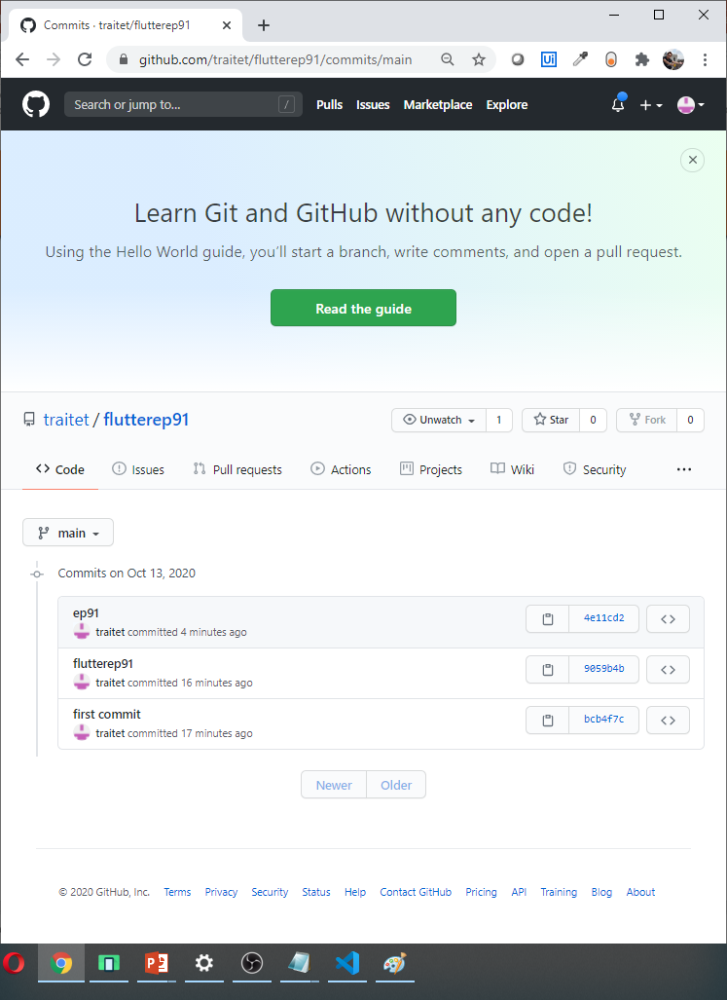 Commits · traitet/flutterep91
github.com/traitet/flutterep91/commits/main
Ui
Search or jump to... /
Pulls Issues Marketplace Explore
Learn Git and GitHub without any code!
Using the Hello World guide, you’ll start a branch, write comments, and open a pull request.
Read the guide
traitet / flutterep91
Unwatch 1 Star 0 Fork 0
Code Issues Pull requests Actions Projects Wiki Security
main
Commits on Oct 13, 2020
ep91
traitet committed 4 minutes ago
4e11cd2
flutterep91
traitet committed 16 minutes ago
9059b4b
first commit
traitet committed 17 minutes ago
bcb4f7c
Newer Older
© 2020 GitHub, Inc. Terms Privacy Security Status Help Contact GitHub Pricing API Training Blog About